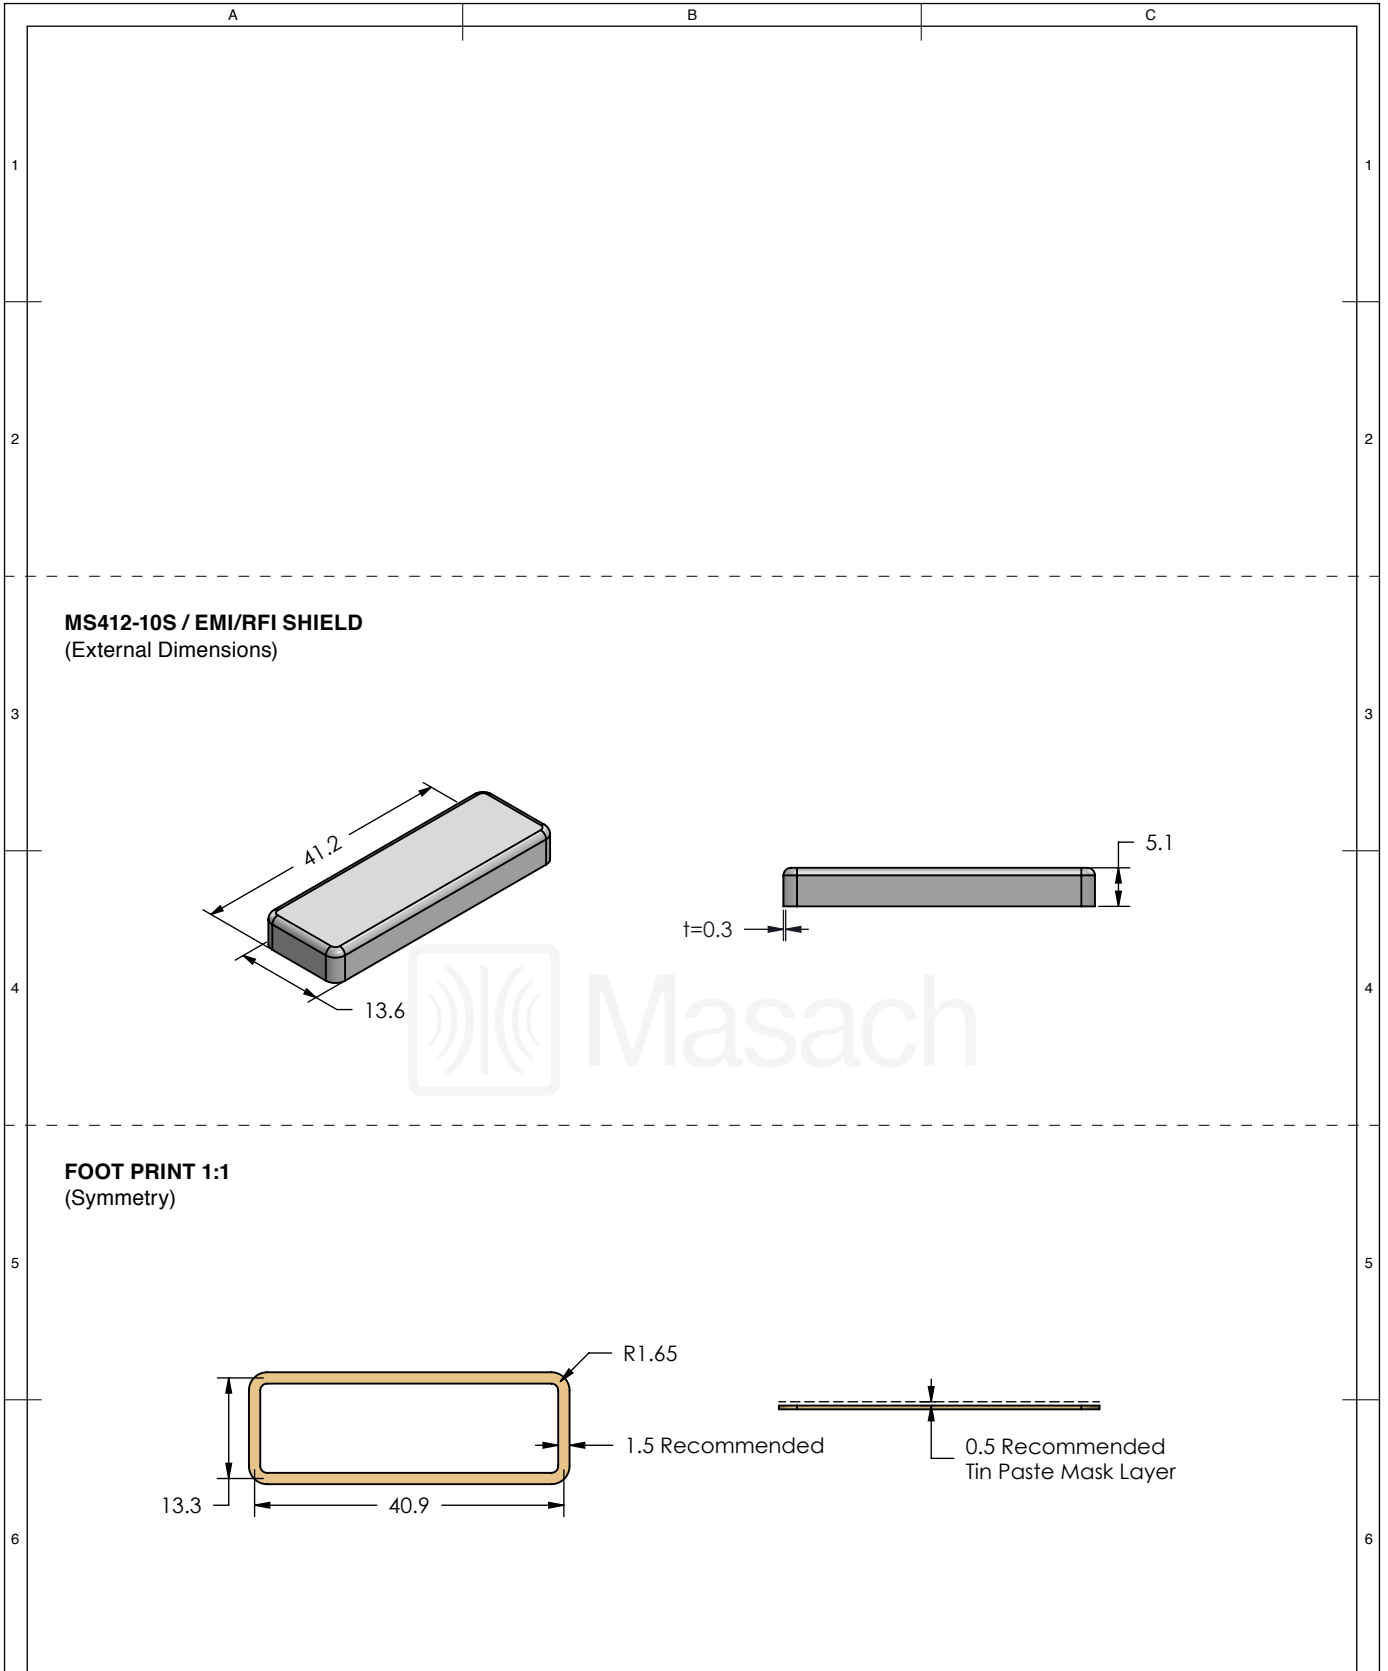 A B C
1 1
2 2
MS412-10S / EMI/RFI SHIELD
(External Dimensions)
3 3
41.2
5.1
t=0.3
13.6
Masach
4 4
FOOT PRINT 1:1
(Symmetry)
5 5
R1.65
1.5 Recommended
0.5 Recommended
Tin Paste Mask Layer
13.3
40.9
6 6